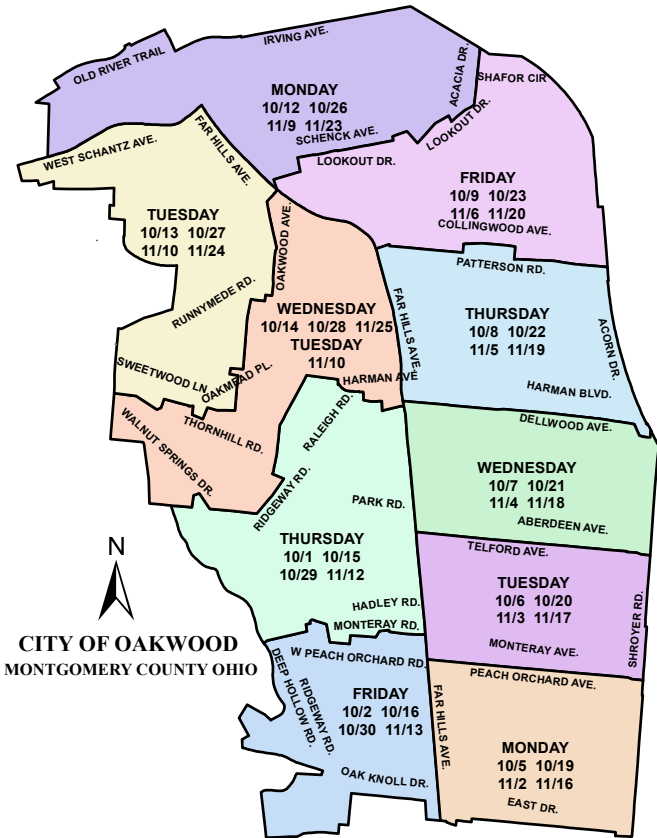 IRVING AVE.
OLD RIVER TRAIL
ACACIA DR.
SHAFOR CIR
MONDAY
10/12 10/26
11/9 11/23
SCHENCK AVE.
LOOKOUT DR.
LOOKOUT DR.
WEST SCHANTZ AVE.
FAR HILLS AVE.
FRIDAY
10/9 10/23
11/6 11/20
COLLINGWOOD AVE.
TUESDAY
10/13 10/27
11/10 11/24
OAKWOOD AVE.
RUNNYMEDE RD.
PATTERSON RD.
WEDNESDAY
10/14 10/28 11/25
TUESDAY
11/10
FAR HILLS AVE.
THURSDAY
10/8 10/22
11/5 11/19
ACORN DR.
SWEETWOOD LN.
OAKMEAD PL.
HARMAN AVE
HARMAN BLVD.
THORNHILL RD.
WALNUT SPRINGS DR.
RALEIGH RD.
DELLWOOD AVE.
RIDGEWAY RD.
PARK RD.
WEDNESDAY
10/7 10/21
11/4 11/18
ABERDEEN AVE.
THURSDAY
10/1 10/15
10/29 11/12
TELFORD AVE.
TUESDAY
10/6 10/20
11/3 11/17
SHROYER RD.
HADLEY RD.
MONTERAY RD.
MONTERAY AVE.
N
CITY OF OAKWOOD
MONTGOMERY COUNTY OHIO
W PEACH ORCHARD RD.
PEACH ORCHARD AVE.
DEEP HOLLOW RD.
RIDGEWAY RD.
FRIDAY
10/2 10/16
10/30 11/13
FAR HILLS AVE.
OAK KNOLL DR.
MONDAY
10/5 10/19
11/2 11/16
EAST DR.